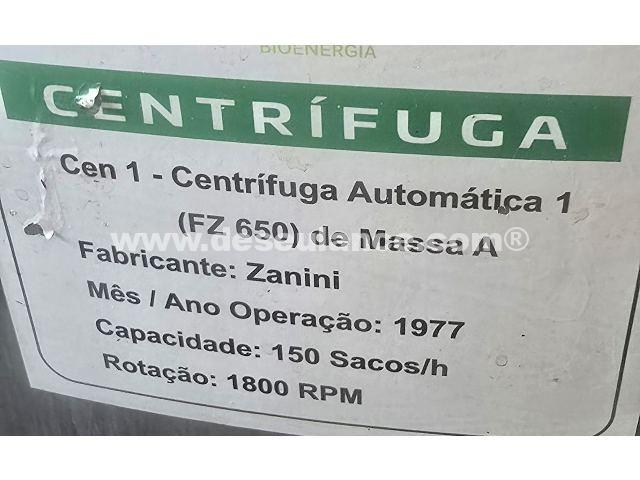 BIOENERGIA
CENTRÍFUGA
Cen 1 - Centrífuga Automática 1
(FZ 650) de Massa A
Fabricante: Zanini
Mês / Ano Operação: 1977
Capacidade: 150 Sacos/h
Rotação: 1800 RPM